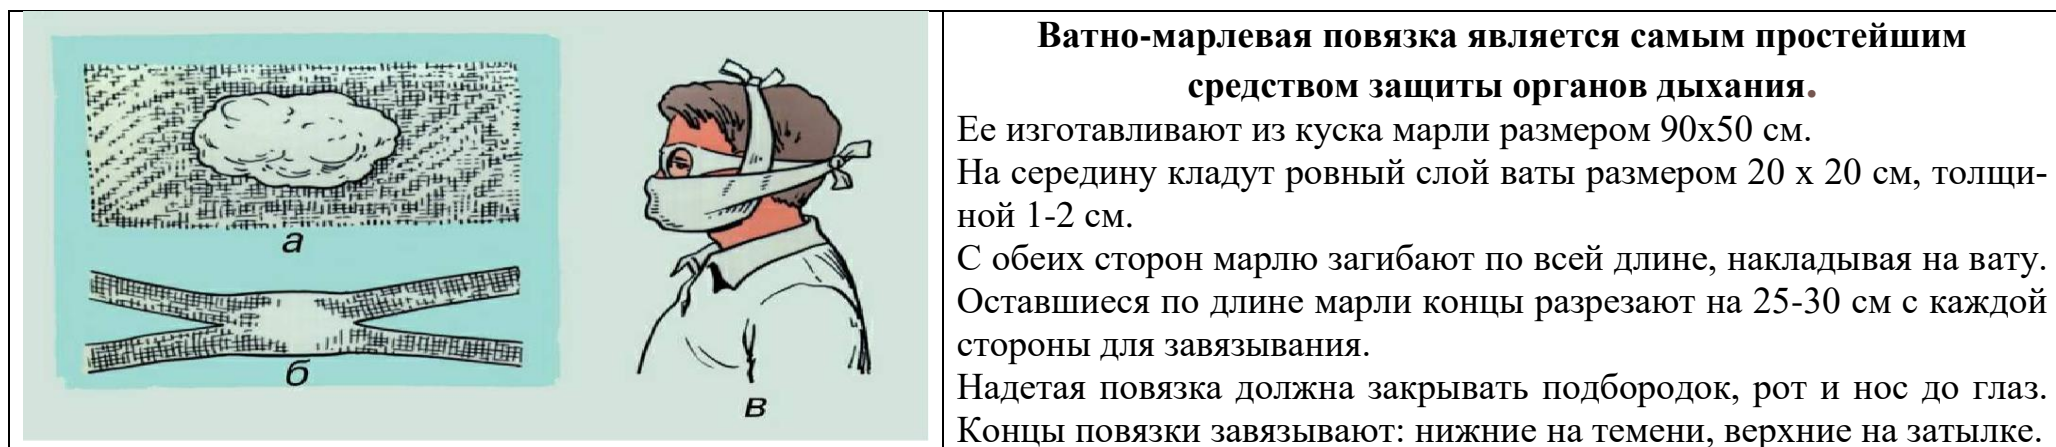 а
б
в
Ватно-марлевая повязка является самым простейшим
средством защиты органов дыхания.
Ее изготавливают из куска марли размером 90х50 см.
На середину кладут ровный слой ваты размером 20 х 20 см, толщи-
ной 1-2 см.
С обеих сторон марлю загибают по всей длине, накладывая на вату.
Оставшиеся по длине марли концы разрезают на 25-30 см с каждой
стороны для завязывания.
Надетая повязка должна закрывать подбородок, рот и нос до глаз.
Концы повязки завязывают: нижние на темени, верхние на затылке.